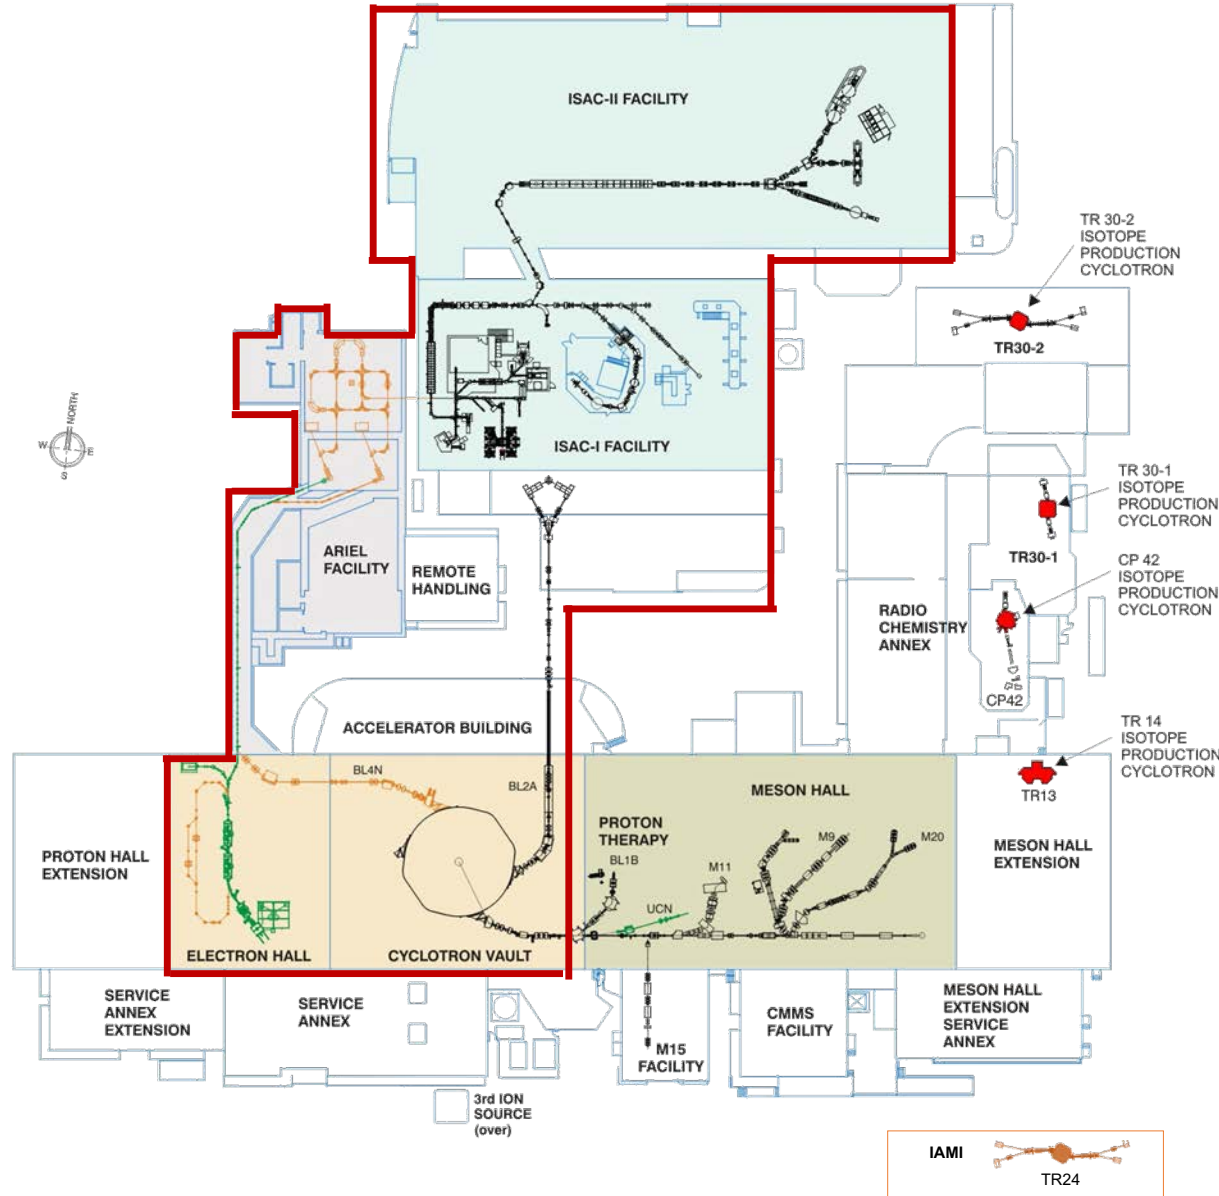 ISAC-II FACILITY
TR 30-2
ISOTOPE
PRODUCTION
CYCLOTRON
TR30-2
NORTH
W
E
S
ISAC-I FACILITY
TR 30-1
ISOTOPE
PRODUCTION
CYCLOTRON
TR30-1
ARIEL
FACILITY
REMOTE
HANDLING
CP 42
ISOTOPE
PRODUCTION
CYCLOTRON
RADIO
CHEMISTRY
ANNEX
CP42
ACCELERATOR BUILDING
TR 14
ISOTOPE
PRODUCTION
CYCLOTRON
TR13
BL4N
BL2A
MESON HALL
PROTON
THERAPY
BL1B
M9
M20
M11
UCN
PROTON HALL
EXTENSION
MESON HALL
EXTENSION
ELECTRON HALL
CYCLOTRON VAULT
SERVICE
ANNEX
EXTENSION
SERVICE
ANNEX
M15
FACILITY
CMMS
FACILITY
MESON HALL
EXTENSION
SERVICE
ANNEX
3rd ION
SOURCE
(over)
IAMI
TR24